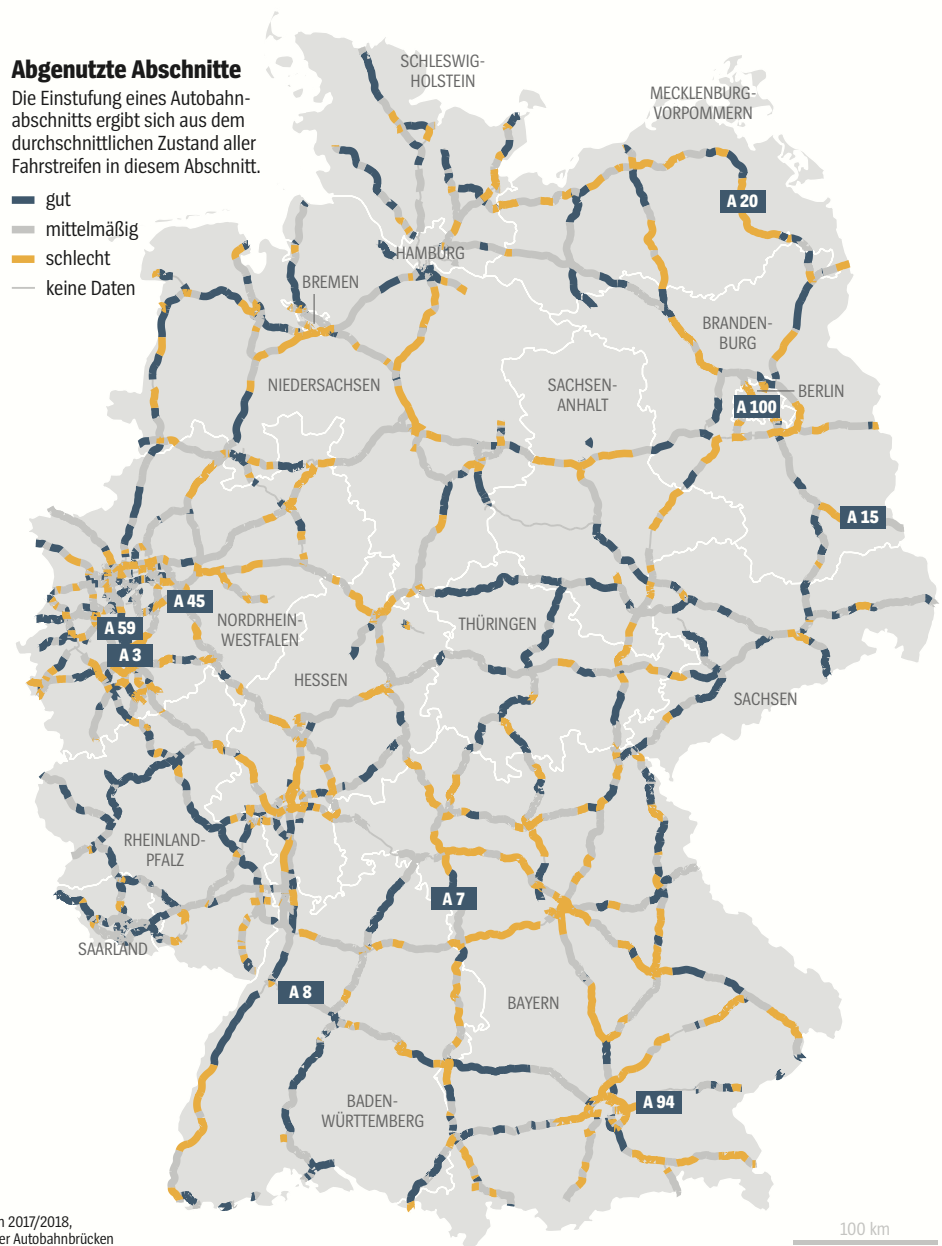 Abgenutzte Abschnitte
Die Einstufung eines Autobahn-
abschnitts ergibt sich aus dem
durchschnittlichen Zustand aller
Fahrstreifen in diesem Abschnitt.
gut
mittelmäßig
schlecht
keine Daten
SCHLESWIG-
HOLSTEIN
MECKLENBURG-
VORPOMMERN
A 20
HAMBURG
BREMEN
BRANDEN-
BURG
NIEDERSACHSEN
SACHSEN-
ANHALT
BERLIN
A 100
A 15
A 45
A 59
NORDRHEIN-
WESTFALEN
THÜRINGEN
A 3
HESSEN
SACHSEN
RHEINLAND-
PFALZ
A 7
SAARLAND
A 8
BAYERN
BADEN-
WÜRTTEMBERG
A 94
n 2017/2018,
er Autobahnbrücken
100 km